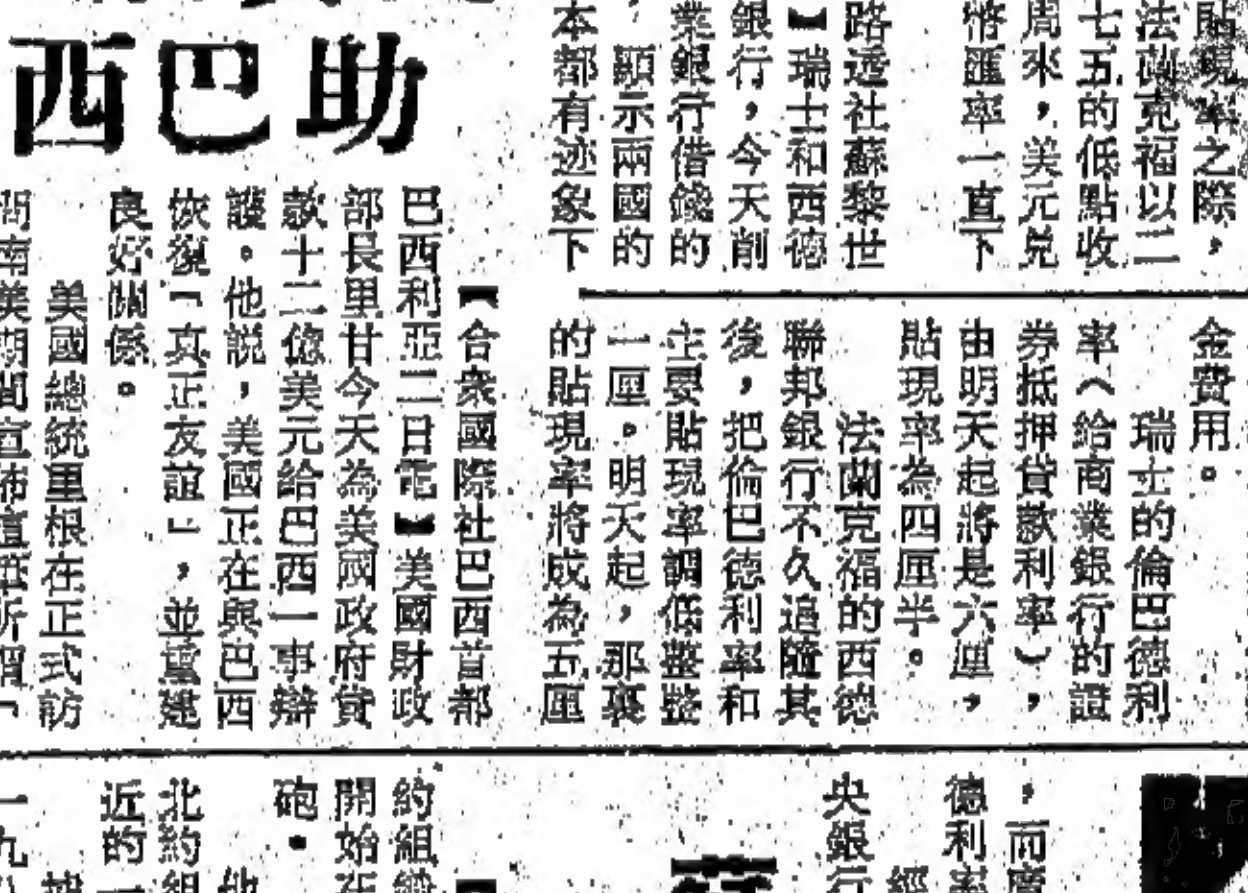 助巴西
貼現率之際，
法蘭克福以二
七五的低點收
周來，美元兌
幣匯率一直下
路透社蘇黎世
】瑞士和西德
銀行，今天削
業銀行借錢的
，顯示兩國的
本都有迹象下
金費用。
瑞士的倫巴德利
率（給商業銀行的證
券抵押貸款利率），
由明天起將是六厘，
貼現率為四厘半。
法蘭克福的西德
聯邦銀行不久追隨其
後，把倫巴德利率和
主要貼現率調低整整
一厘。明天起，那裏
的貼現率將成為五厘
【合衆國際社巴西首都
巴西利亞二日電】美國財政
部長里甘今天為美國政府貸
款十二億美元給巴西一事辯
護。他説，美國正在與巴西
恢復「真正友誼」，並重建
良好關係。
美國總統里根在正式訪
問南美期間宣佈這
，而
德利率
央銀行
約組織
開始在
砲。
北約組
近的一
一九八